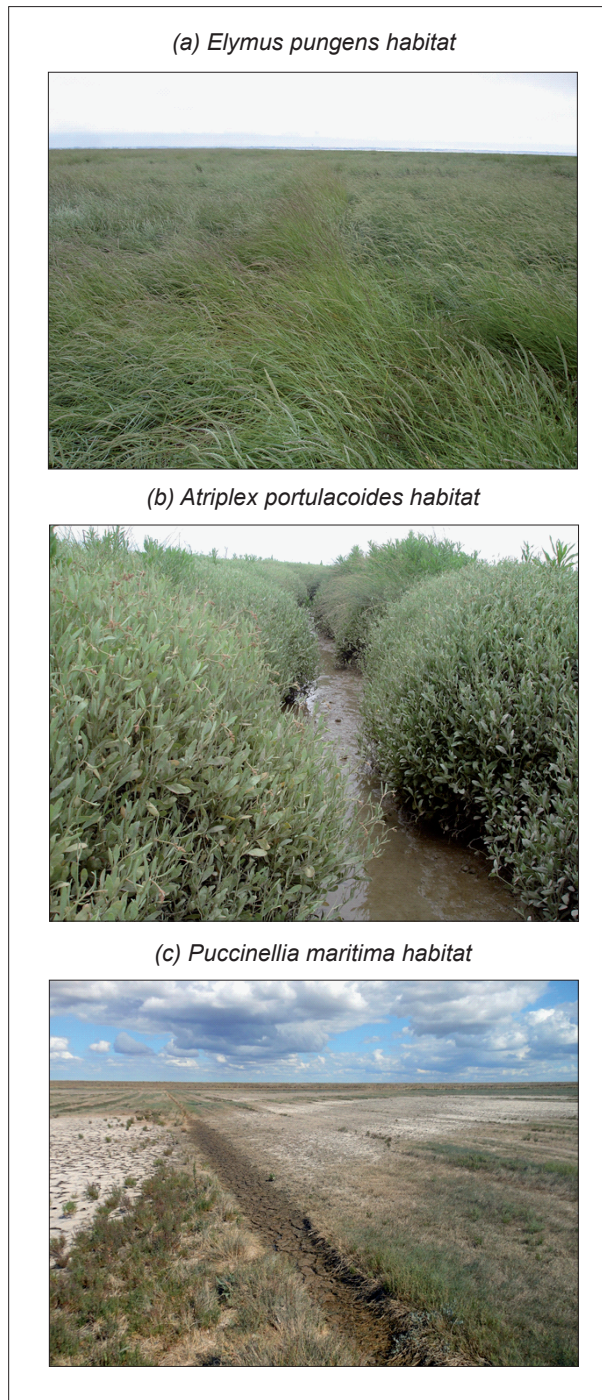 (a) Elymus pungens habitat
(b) Atriplex portulacoides habitat
(c) Puccinellia maritima habitat